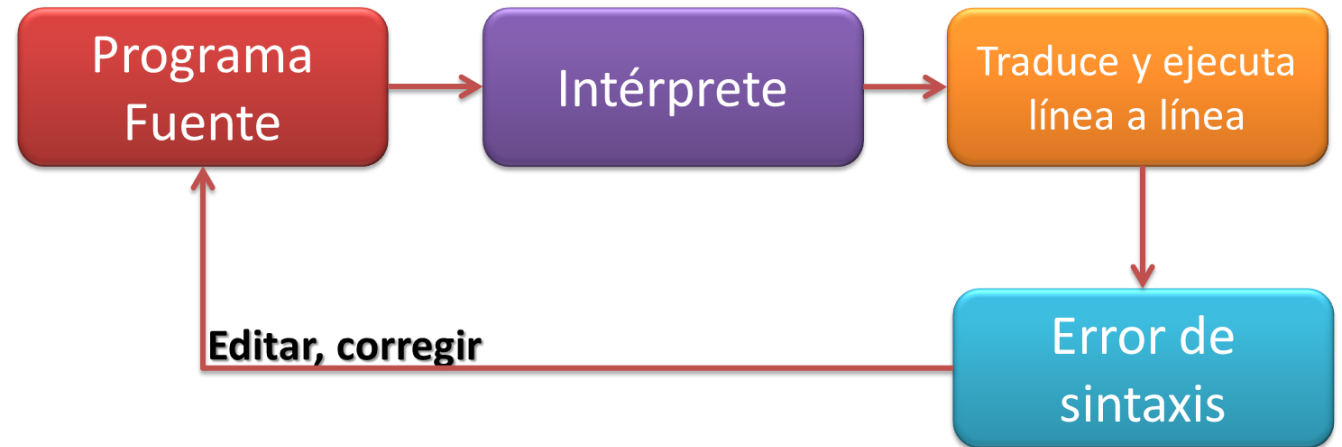 Programa
Fuente
Intérprete
Traduce y ejecuta
línea a línea
Editar, corregir
Error de
sintaxis